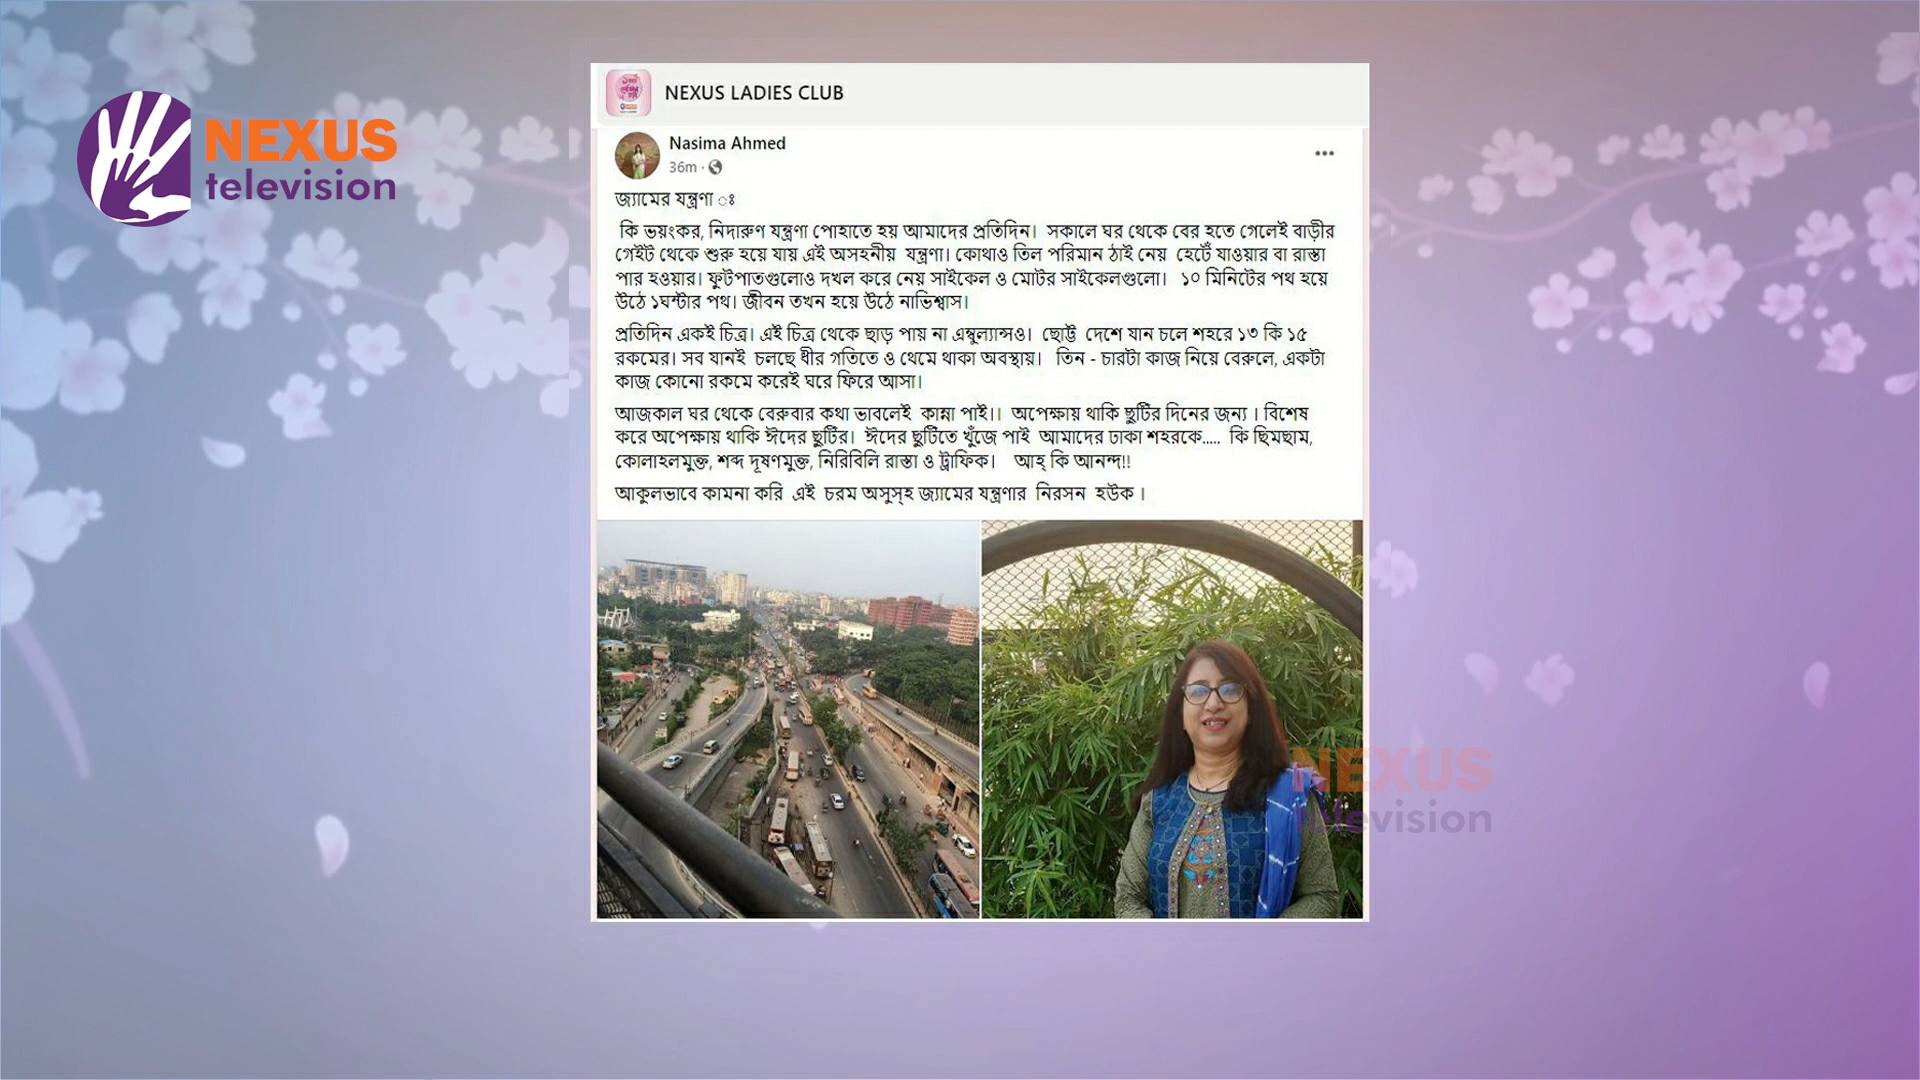 NEXUS
television
NEXUS LADIES CLUB
Nasima Ahmed
36m
জ্যামের যন্ত্রণা ঃ
কি ভয়ংকর, নিদারুণ যন্ত্রণা পোহাতে হয় আমাদের প্রতিদিন। সকালে ঘর থেকে বের হতে গেলেই বাড়ীর
গেইট থেকে শুরু হয়ে যায় এই অসহনীয় যন্ত্রণা। কোথাও তিল পরিমান ঠাই নেয় হেটেঁ যাওয়ার বা রাস্তা
পার হওয়ার। ফুটপাতগুলোও দখল করে নেয় সাইকেল ও মোটর সাইকেলগুলো। ১০ মিনিটের পথ হয়ে
উঠে ১ঘন্টার পথ। জীবন তখন হয়ে উঠে নাভিশ্বাস।
প্রতিদিন একই চিত্র। এই চিত্র থেকে ছাড় পায় না এম্বুল্যান্সও। ছোট্ট দেশে যান চলে শহরে ১৩ কি ১৫
রকমের। সব যানই চলছে ধীর গতিতে ও থেমে থাকা অবস্থায়। তিন - চারটা কাজ নিয়ে বেরুলে, একটা
কাজ কোনো রকমে করেই ঘরে ফিরে আসা।
আজকাল ঘর থেকে বেরুবার কথা ভাবলেই কান্না পাই।। অপেক্ষায় থাকি ছুটির দিনের জন্য । বিশেষ
করে অপেক্ষায় থাকি ঈদের ছুটির। ঈদের ছুটিতে খুঁজে পাই আমাদের ঢাকা শহরকে..... কি ছিমছাম,
কোলাহলমুক্ত, শব্দ দূষণমুক্ত, নিরিবিলি রাস্তা ও ট্রাফিক। আহ্ কি আনন্দ!!
আকুলভাবে কামনা করি এই চরম অসুস্হ জ্যামের যন্ত্রণার নিরসন হউক ।
NEXUS
television